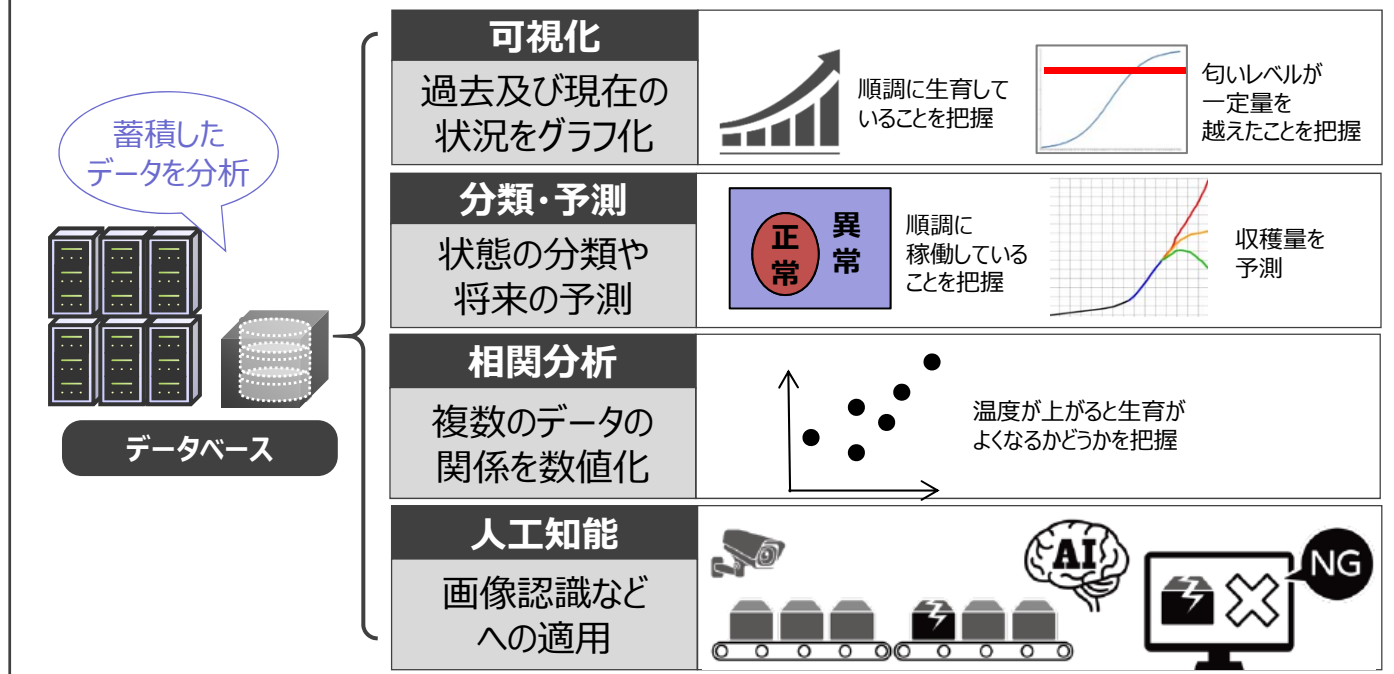 蓄積した
データを分析
データベース
可視化
過去及び現在の
状況をグラフ化
順調に生育して
いることを把握
匂いレベルが
一定量を
越えたことを把握
分類・予測
状態の分類や
将来の予測
正常
異常
順調に
稼働している
ことを把握
収穫量を
予測
相関分析
複数のデータの
関係を数値化
温度が上がると生育が
よくなるかどうかを把握
人工知能
画像認識など
への適用
AI
NG